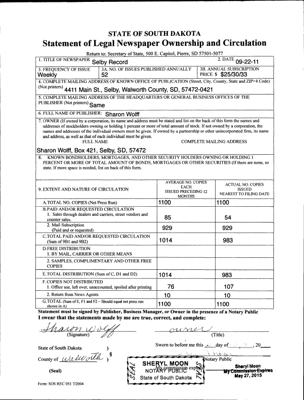 STATE OF SOUTH DAKOTA
Statement of Legal Newspaper Ownership and Circulation
Return to: Secretary of State, 500 E. Capitol, Pierre, SD 57501-5077
1. TITLE OF NEWSPAPER Selby Record
2. DATE 09-22-11
3. FREQUENCY OF ISSUE Weekly
3A. NO. OF ISSUES PUBLISHED ANNUALLY 52
3B. ANNUAL SUBSCRIPTION PRICE $ $25/30/33
4. COMPLETE MAILING ADDRESS OF KNOWN OFFICE OF PUBLICATION (Street, City, County, State and ZIP+4 Code)
(Not printers) 4411 Main St., Selby, Walworth County, SD, 57472-0421
5. COMPLETE MAILING ADDRESS OF THE HEADQUARTERS OR GENERAL BUSINESS OFFICES OF THE
PUBLISHER (Not printers) Same
6. FULL NAME OF PUBLISHER: Sharon Wolff
7. OWNER (If owned by a corporation, its name and address must be stated and list on the back of this form the names and
addresses of stockholders owning or holding 1 percent or more of total amount of stock. If not owned by a corporation, the
names and addresses of the individual owners must be given. If owned by a partnership or other unincorporated firm, its name
and address, as well as that of each individual must be given.
FULL NAME COMPLETE MAILING ADDRESS
Sharon Wolff, Box 421, Selby, SD, 57472
8. KNOWN BONDHOLDERS, MORTGAGES, AND OTHER SECURITY HOLDERS OWNING OR HOLDING 1
PERCENT OR MORE OF TOTAL AMOUNT OF BONDS, MORTGAGES OR OTHER SECURITIES (If there are none, so
state. If more space is needed, list on back of this form.
9. EXTENT AND NATURE OF CIRCULATION
AVERAGE NO. COPIES
EACH
ISSUED PRECEDING 12
MONTHS
ACTUAL NO. COPIES
ISSUED
NEAREST TO FILING DATE
A. TOTAL NO. COPIES (Net Press Run) 1100 1100
B. PAID AND/OR REQUESTED CIRCULATION
1. Sales through dealers and carriers, street vendors and
counter sales. 85 54
2. Mail Subscription
(Paid and or requested) 929 929
C. TOTAL PAID AND/OR REQUESTED CIRCULATION
(Sum of 9B1 and 9B2) 1014 983
D. FREE DISTRIBUTION
1. BY MAIL, CARRIER OR OTHER MEANS
2. SAMPLES, COMPLIMENTARY AND OTHER FREE
COPIES
E. TOTAL DISTRIBUTION (Sum of C, D1 and D2) 1014 983
F. COPIES NOT DISTRIBUTED
1. Office use, left over, unaccounted, spoiled after printing 76 107
2. Return from News Agents 10 10
G. TOTAL (Sum of E, F1 and F2 - Should equal net press run
shown in A) 1100 1100
Statement must be signed by Publisher, Business Manager, or Owner in the presence of a Notary Public
I swear that the statements made by me are true, correct, and complete:
Sharon Wolff owner
(Signature) (Title)
State of South Dakota )
Sworn to before me this day of , 20
County of Walworth )
(Seal)
SHERYL MOON
NOTARY PUBLIC
State of South Dakota
SEAL
Sheryl Moon
My Commission Expires
May 27, 2015
Form: SOS REC 051 7/2004